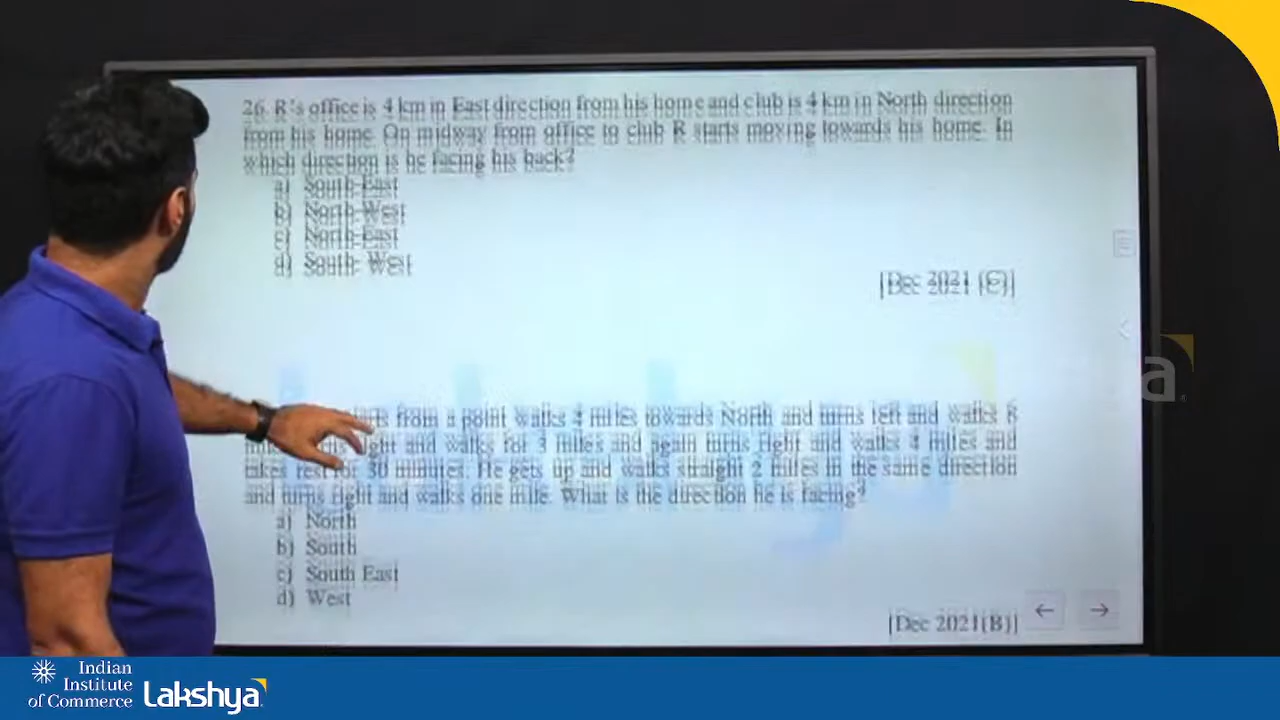 26. R's office is 4 km in East direction from his home and club is 4 km in North direction
from his home. On midway from office to club R starts moving towards his home. In
which direction is he facing his back?
a) South-East
b) North-West
c) North-East
d) South- West
[Dec 2021 (C)]
from a point walks 4 miles towards North and turns left and walks 6
right and walks for 3 miles and again turns right and walks 4 miles and
takes rest for 30 minutes. He gets up and walks straight 2 miles in the same direction
and turns right and walks one mile. What is the direction he is facing?
a) North
b) South
c) South East
d) West
[Dec 2021(B)]
Indian
Institute
of Commerce
Lakshya